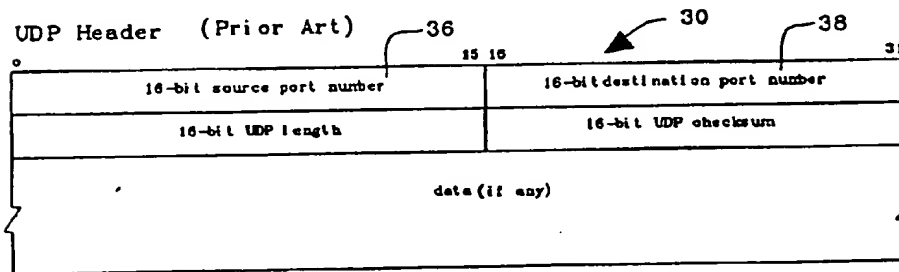 UDP Header (Prior Art) 36 30 38
0 15 16 31
16-bit source port number 16-bit destination port number
16-bit UDP length 16-bit UDP checksum
data (if any)